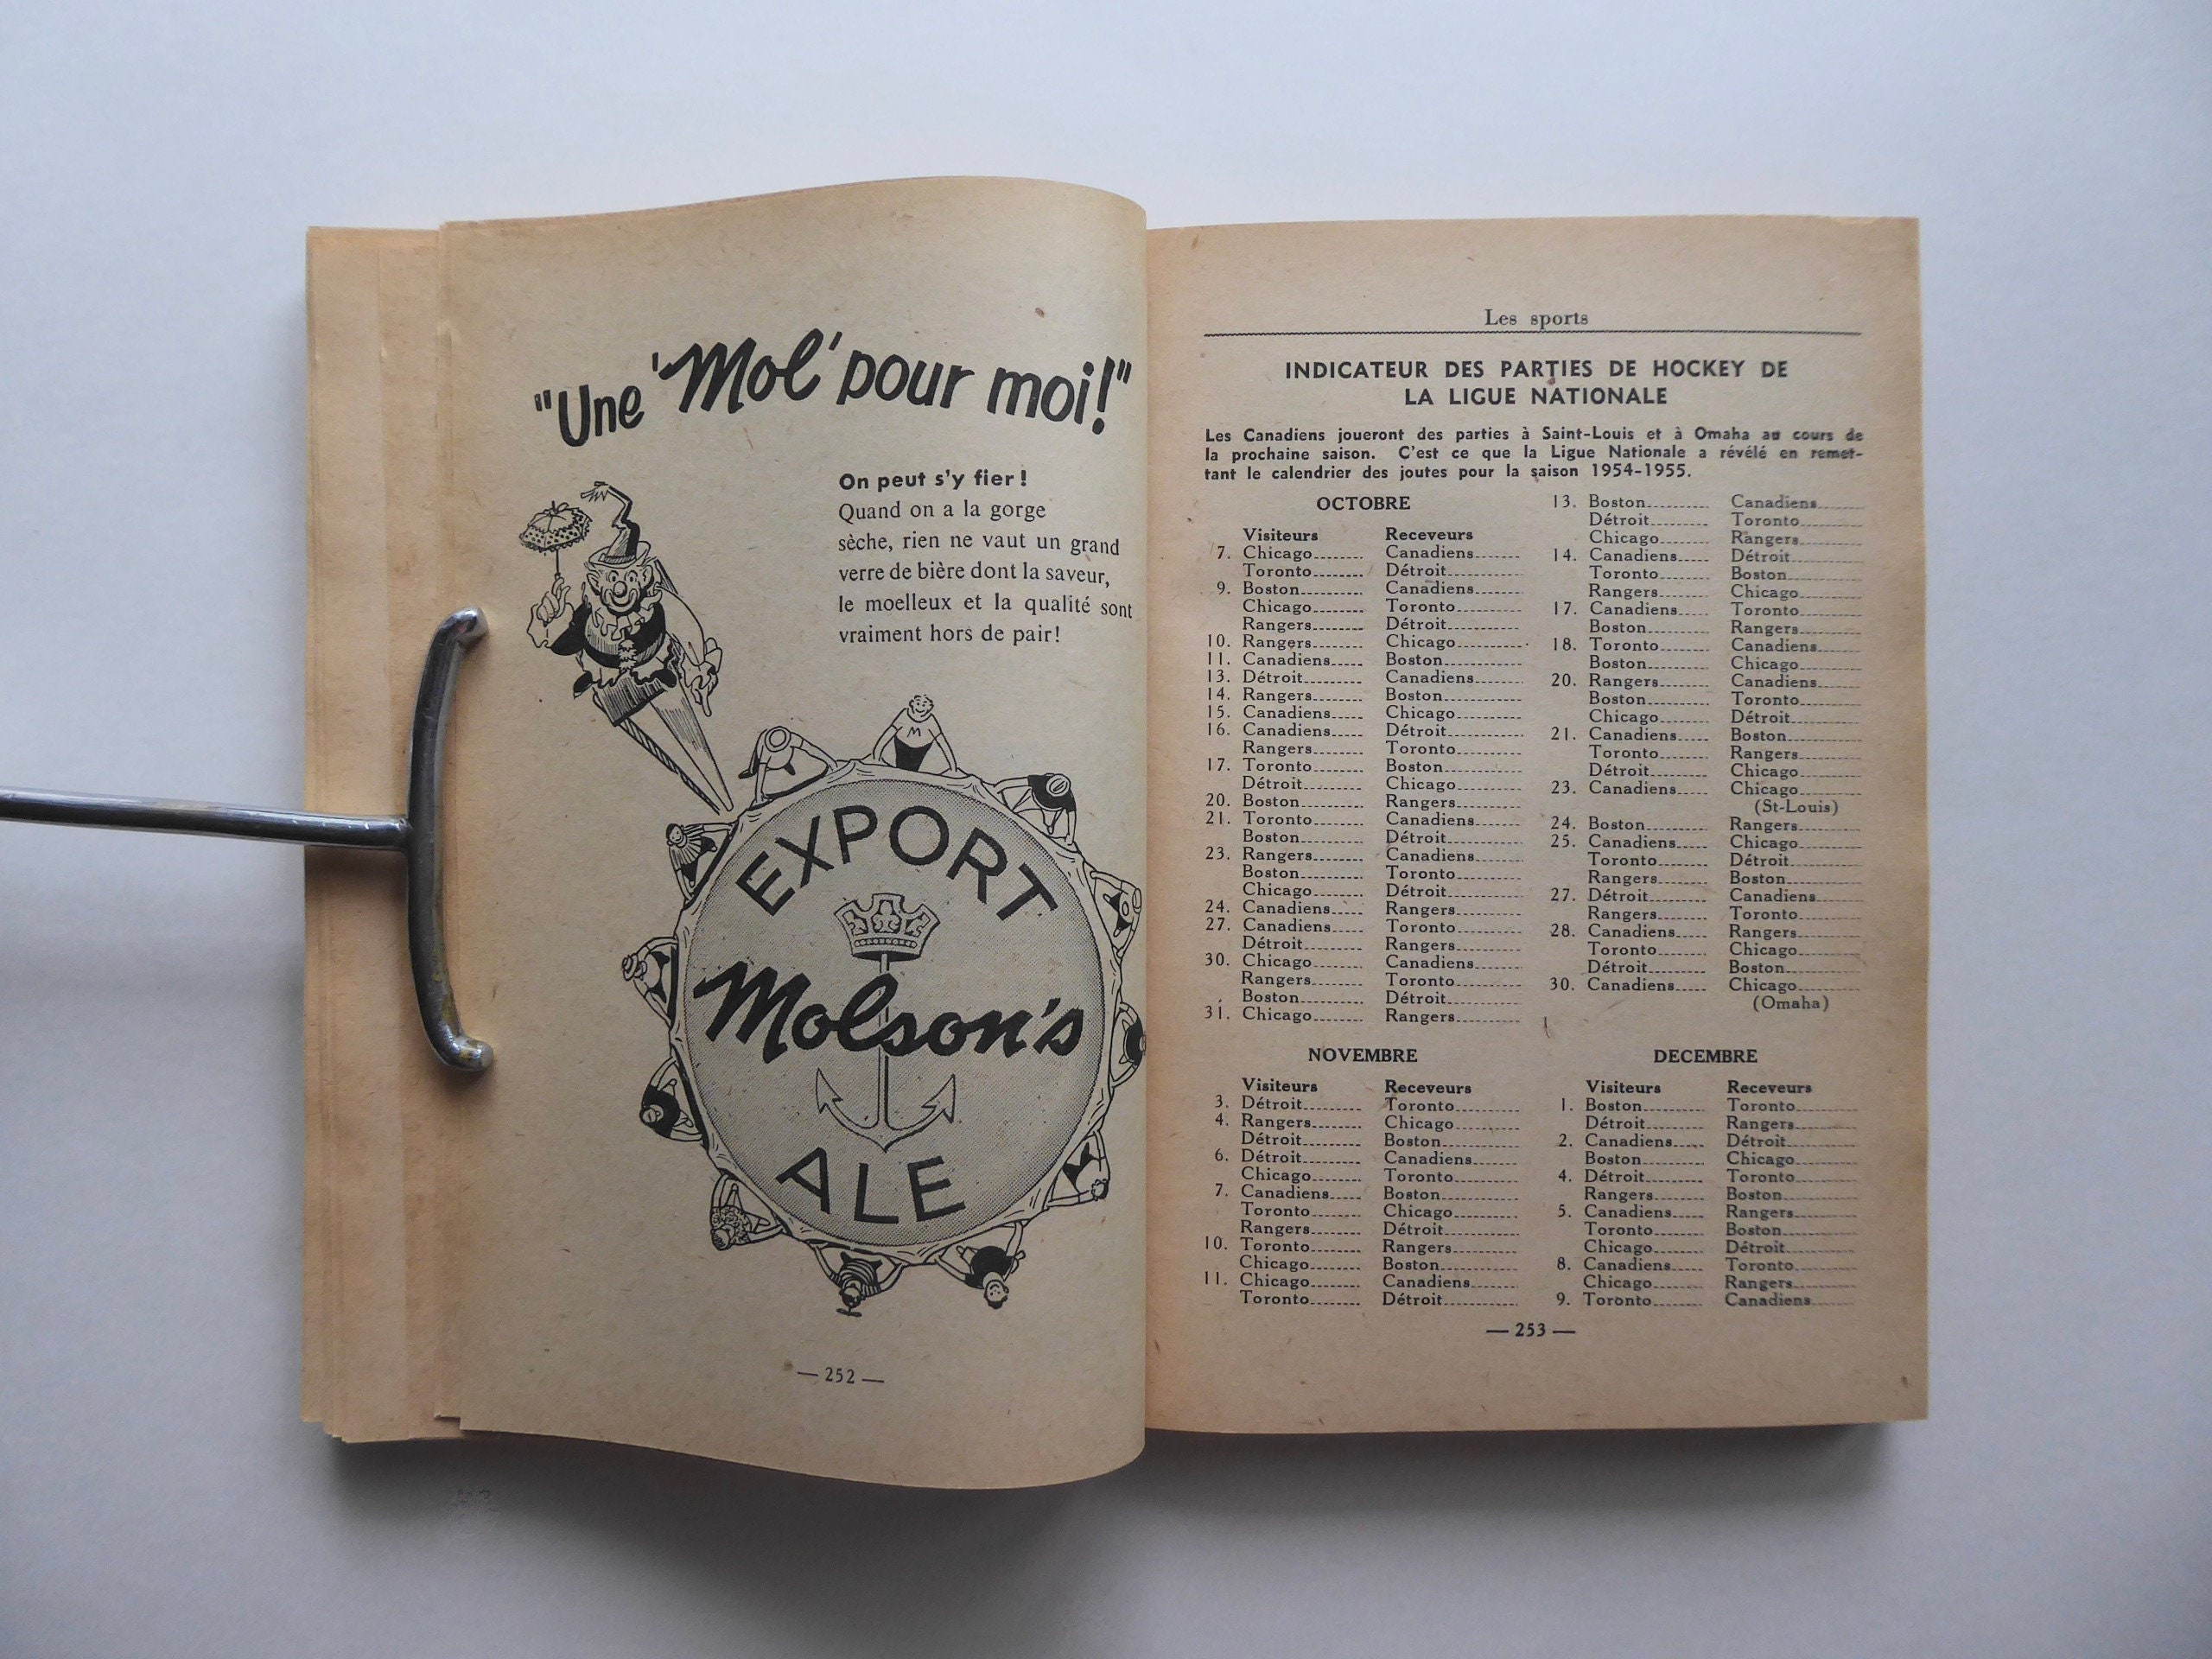 "Une 'Mol' pour moi!"
On peut s'y fier !
Quand on a la gorge
sèche, rien ne vaut un grand
verre de bière dont la saveur,
le moelleux et la qualité sont
vraiment hors de pair!
M
EXPORT
Molson's
ALE
— 252 —
Les sports
INDICATEUR DES PARTIES DE HOCKEY DE
LA LIGUE NATIONALE
Les Canadiens joueront des parties à Saint-Louis et à Omaha au cours de
la prochaine saison. C'est ce que la Ligue Nationale a révélé en remet-
tant le calendrier des joutes pour la saison 1954-1955.
OCTOBRE
Visiteurs Receveurs
7. Chicago........ Canadiens.......
Toronto......... Détroit............
9. Boston.......... Canadiens.......
Chicago........ Toronto..........
Rangers........ Détroit............
10. Rangers........ Chicago..........
11. Canadiens..... Boston............
13. Détroit.......... Canadiens.......
14. Rangers........ Boston............
15. Canadiens..... Chicago..........
16. Canadiens..... Détroit............
Rangers........ Toronto..........
17. Toronto......... Boston............
Détroit.......... Chicago..........
20. Boston.......... Rangers..........
21. Toronto......... Canadiens.......
Boston.......... Détroit............
23. Rangers........ Canadiens.......
Boston.......... Toronto..........
Chicago........ Détroit............
24. Canadiens..... Rangers..........
27. Canadiens..... Toronto..........
Détroit.......... Rangers..........
30. Chicago........ Canadiens.......
Rangers........ Toronto..........
Boston.......... Détroit............
31. Chicago........ Rangers..........
NOVEMBRE
Visiteurs Receveurs
3. Détroit.......... Toronto..........
4. Rangers........ Chicago..........
Détroit.......... Boston............
6. Détroit.......... Canadiens.......
Chicago........ Toronto..........
7. Canadiens..... Boston............
Toronto......... Chicago..........
Rangers........ Détroit............
10. Toronto......... Rangers..........
Chicago........ Boston............
11. Chicago........ Canadiens.......
Toronto......... Détroit............
13. Boston.......... Canadiens.......
Détroit.......... Toronto..........
Chicago........ Rangers..........
14. Canadiens..... Détroit............
Toronto......... Boston............
Rangers........ Chicago..........
17. Canadiens..... Toronto..........
Boston.......... Rangers..........
18. Toronto......... Canadiens.......
Boston.......... Chicago..........
20. Rangers........ Canadiens.......
Boston.......... Toronto..........
Chicago........ Détroit............
21. Canadiens..... Boston............
Toronto......... Rangers..........
Détroit.......... Chicago..........
23. Canadiens..... Chicago..........
(St-Louis)
24. Boston.......... Rangers..........
25. Canadiens..... Chicago..........
Toronto......... Détroit............
Rangers........ Boston............
27. Détroit.......... Canadiens.......
Rangers........ Toronto..........
28. Canadiens..... Rangers..........
Toronto......... Chicago..........
Détroit.......... Boston............
30. Canadiens..... Chicago..........
(Omaha)
DECEMBRE
Visiteurs Receveurs
1. Boston.......... Toronto..........
Détroit.......... Rangers..........
2. Canadiens..... Détroit............
Boston.......... Chicago..........
4. Détroit.......... Toronto..........
Rangers........ Boston............
5. Canadiens..... Rangers..........
Toronto......... Boston............
Chicago........ Détroit............
8. Canadiens..... Toronto..........
Chicago........ Rangers..........
9. Toronto......... Canadiens.......
— 253 —